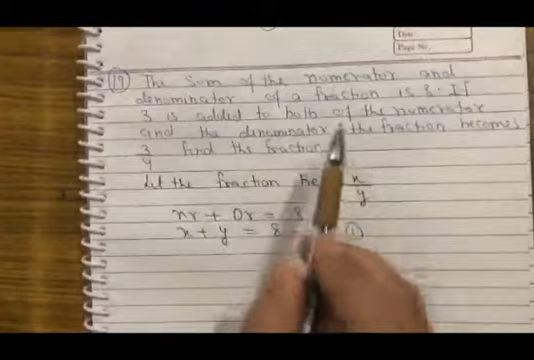 Date
Page No.
19 The Sum of the numerator and
denominator of a fraction is 8. If
3 is added to both of the numerator
and the denominator the fraction becomes
3/4 find the fraction
Let the fraction be x/y
Nr + Dr = 8
x + y = 8 (1)